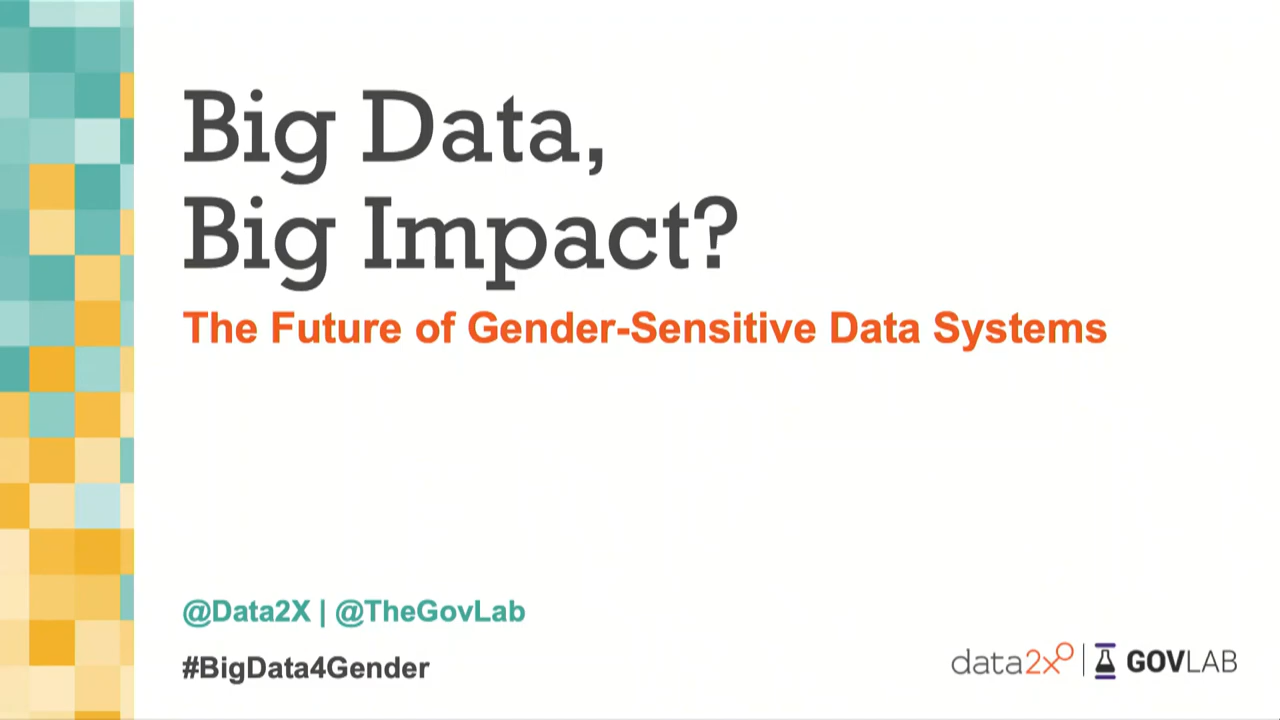 Big Data,
Big Impact?
The Future of Gender-Sensitive Data Systems
@Data2X | @TheGovLab
#BigData4Gender
data2x | GOVLAB